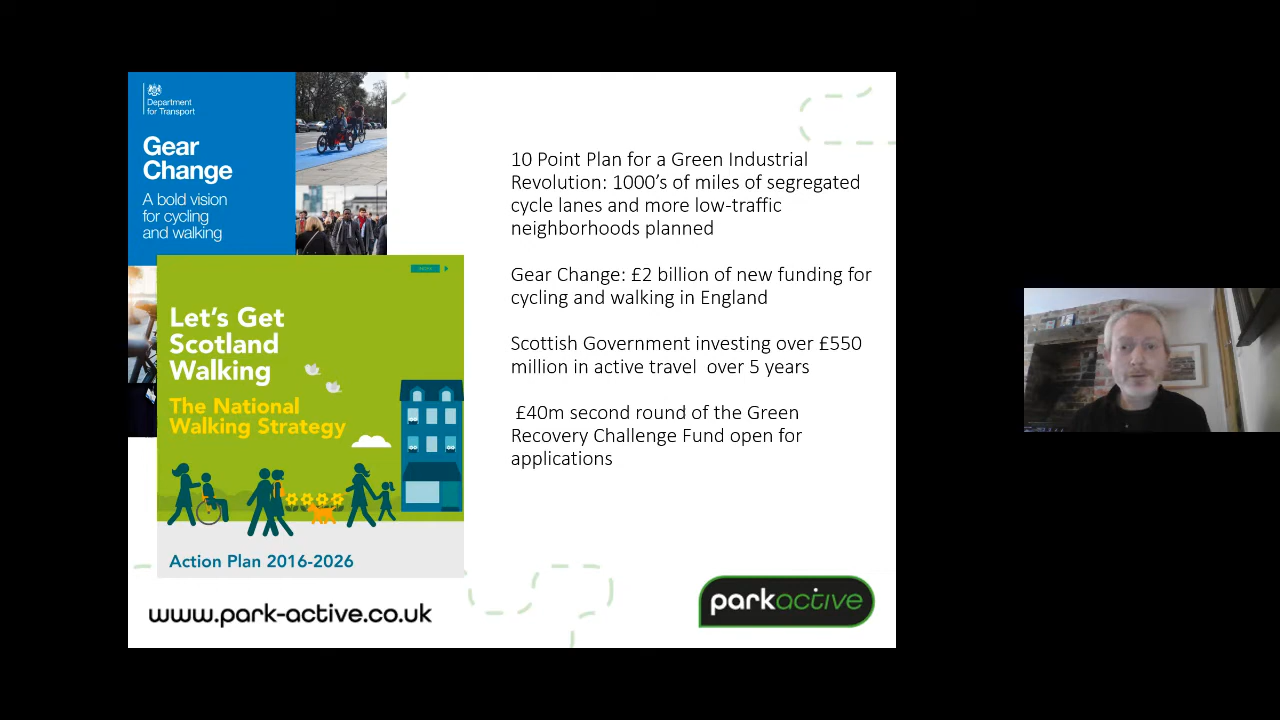 Department
for Transport
Gear
Change
A bold vision
for cycling
and walking
Let's Get
Scotland
Walking
The National
Walking Strategy
Action Plan 2016-2026
10 Point Plan for a Green Industrial
Revolution: 1000's of miles of segregated
cycle lanes and more low-traffic
neighborhoods planned
Gear Change: £2 billion of new funding for
cycling and walking in England
Scottish Government investing over £550
million in active travel over 5 years
£40m second round of the Green
Recovery Challenge Fund open for
applications
www.park-active.co.uk
parkactive